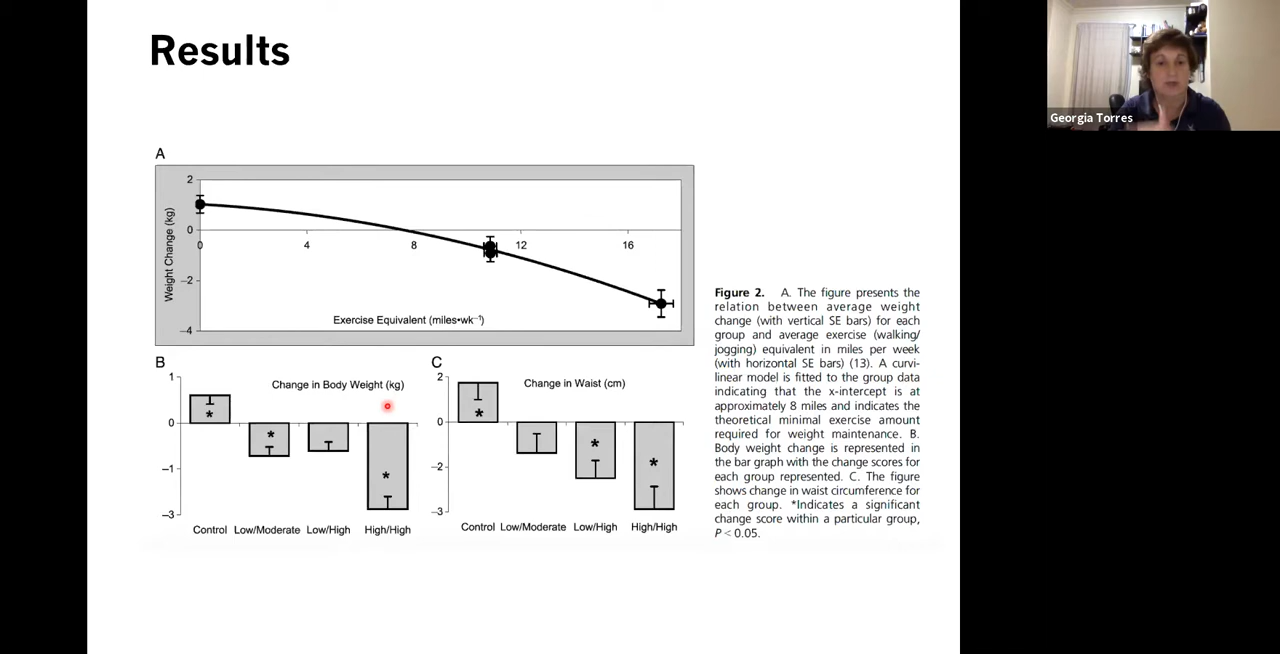 Results
Georgia Torres
A
2
0
−2
−4
Weight Change (kg)
0
4
8
12
16
Exercise Equivalent (miles•wk⁻¹)
B
1
0
−1
−3
Change in Body Weight (kg)
*
*
*
Control Low/Moderate Low/High High/High
C
2
0
−2
−3
Change in Waist (cm)
*
*
*
Control Low/Moderate Low/High High/High
Figure 2. A. The figure presents the
relation between average weight
change (with vertical SE bars) for each
group and average exercise (walking/
jogging) equivalent in miles per week
(with horizontal SE bars) (13). A curvi-
linear model is fitted to the group data
indicating that the x-intercept is at
approximately 8 miles and indicates the
theoretical minimal exercise amount
required for weight maintenance. B.
Body weight change is represented in
the bar graph with the change scores for
each group represented. C. The figure
shows change in waist circumference for
each group. *Indicates a significant
change score within a particular group,
P < 0.05.